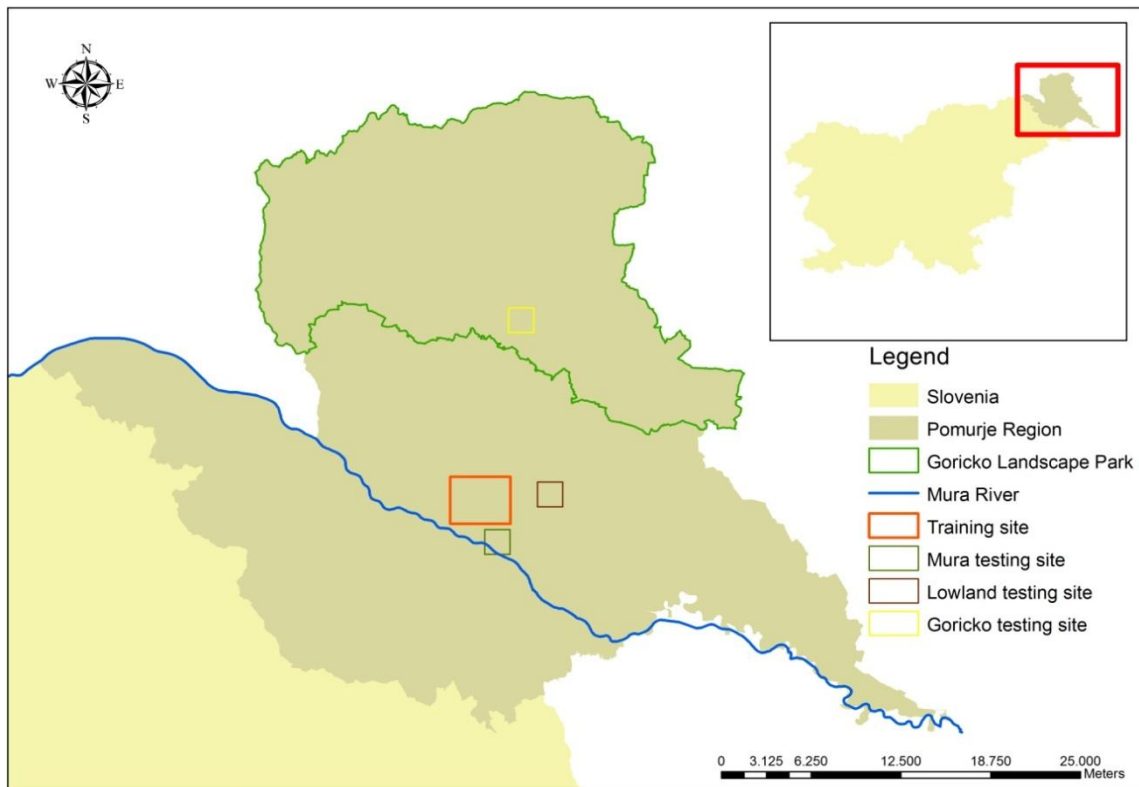 N
W E
S
Legend
Slovenia
Pomurje Region
Goricko Landscape Park
Mura River
Training site
Mura testing site
Lowland testing site
Goricko testing site
0 3.125 6.250 12.500 18.750 25.000
Meters